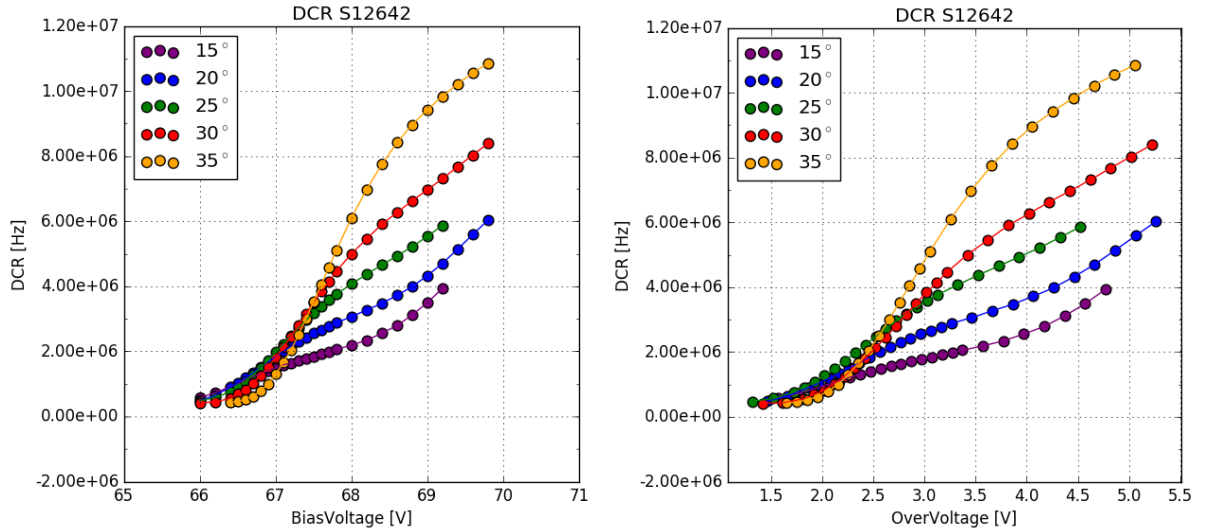 DCR S12642
1.20e+07
1.00e+07
8.00e+06
6.00e+06
4.00e+06
2.00e+06
0.00e+00
-2.00e+06
DCR [Hz]
15°
20°
25°
30°
35°
65 66 67 68 69 70 71
BiasVoltage [V]
DCR S12642
1.20e+07
1.00e+07
8.00e+06
6.00e+06
4.00e+06
2.00e+06
0.00e+00
-2.00e+06
DCR [Hz]
15°
20°
25°
30°
35°
1.5 2.0 2.5 3.0 3.5 4.0 4.5 5.0 5.5
OverVoltage [V]